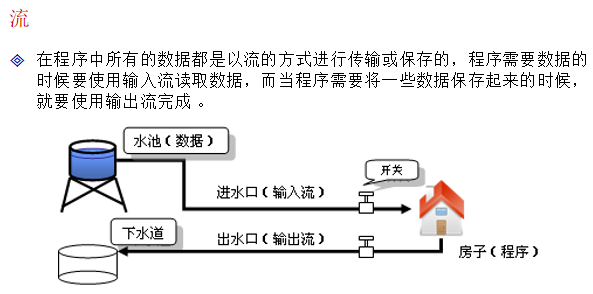 流
在程序中所有的数据都是以流的方式进行传输或保存的，程序需要数据的
时候要使用输入流读取数据，而当程序需要将一些数据保存起来的时候，
就要使用输出流完成 。
水池（数据）
开关
进水口（输入流）
下水道
出水口（输出流）
房子（程序）